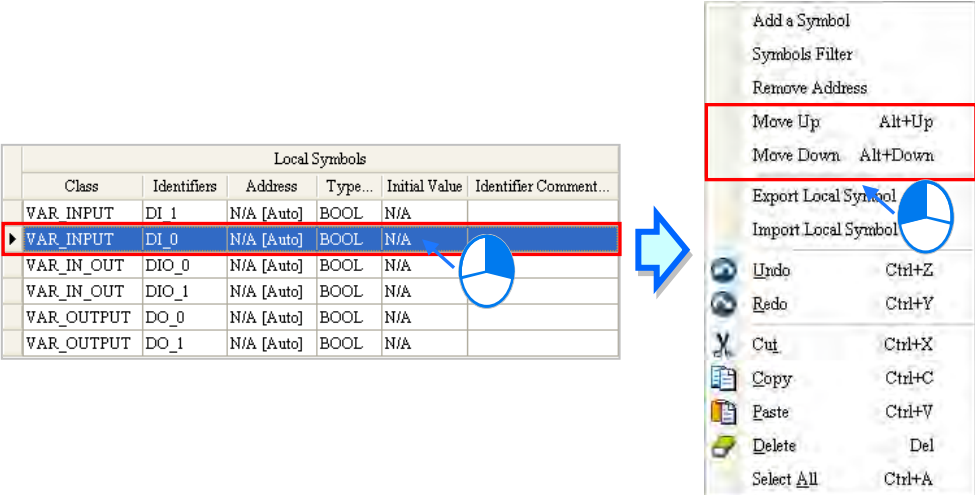 Local Symbols
Class Identifiers Address Type... Initial Value Identifier Comment...
VAR_INPUT DI_1 N/A [Auto] BOOL N/A
VAR_INPUT DI_0 N/A [Auto] BOOL N/A
VAR_IN_OUT DIO_0 N/A [Auto] BOOL N/A
VAR_IN_OUT DIO_1 N/A [Auto] BOOL N/A
VAR_OUTPUT DO_0 N/A [Auto] BOOL N/A
VAR_OUTPUT DO_1 N/A [Auto] BOOL N/A
Add a Symbol
Symbols Filter
Remove Address
Move Up Alt+Up
Move Down Alt+Down
Export Local Symbol
Import Local Symbol
Undo Ctrl+Z
Redo Ctrl+Y
Cut Ctrl+X
Copy Ctrl+C
Paste Ctrl+V
Delete Del
Select All Ctrl+A